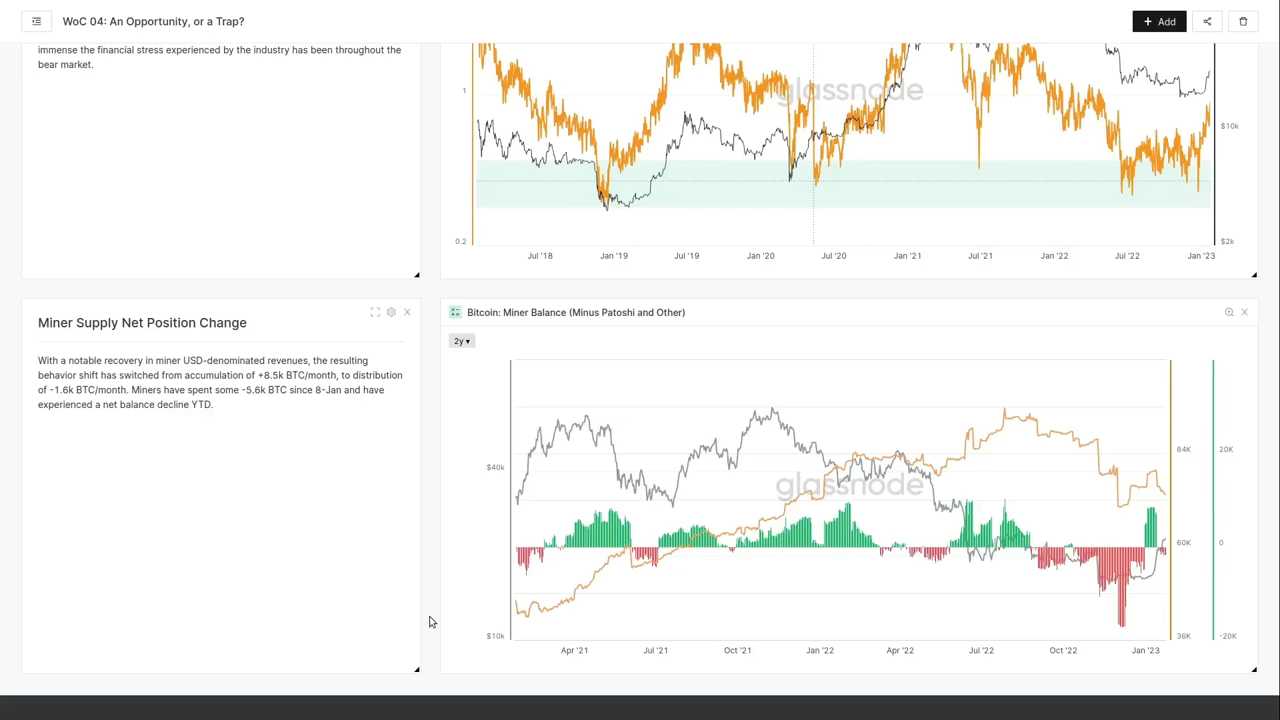 WoC 04: An Opportunity, or a Trap?
+ Add
immense the financial stress experienced by the industry has been throughout the
bear market.
glassnode
1
$10k
0.2
$2k
Jul '18 Jan '19 Jul '19 Jan '20 Jul '20 Jan '21 Jul '21 Jan '22 Jul '22 Jan '23
Miner Supply Net Position Change
With a notable recovery in miner USD-denominated revenues, the resulting
behavior shift has switched from accumulation of +8.5k BTC/month, to distribution
of -1.6k BTC/month. Miners have spent some -5.6k BTC since 8-Jan and have
experienced a net balance decline YTD.
Bitcoin: Miner Balance (Minus Patoshi and Other)
2y ▾
$40k
84K 20K
glassnode
60K 0
$10k
36K -20K
Apr '21 Jul '21 Oct '21 Jan '22 Apr '22 Jul '22 Oct '22 Jan '23